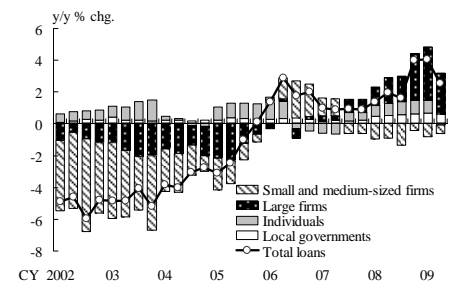 y/y % chg.
6
4
2
0
-2
-4
-6
-8
Small and medium-sized firms
Large firms
Individuals
Local governments
Total loans
CY 2002 03 04 05 06 07 08 09